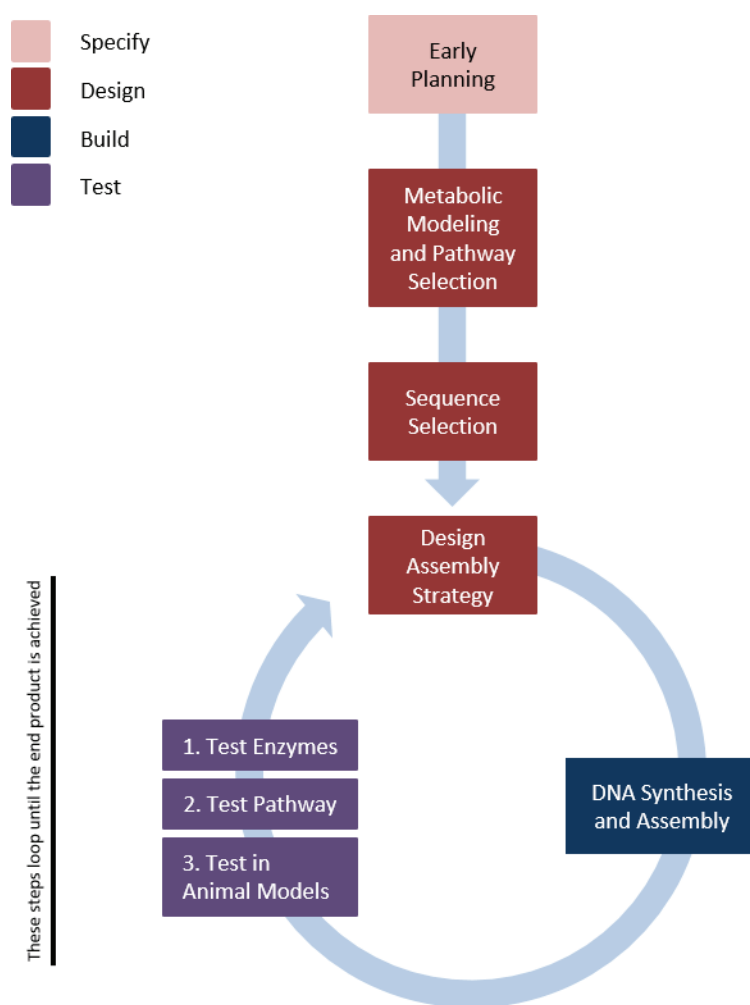 Specify
Design
Build
Test
Early
Planning
Metabolic
Modeling
and Pathway
Selection
Sequence
Selection
Design
Assembly
Strategy
DNA Synthesis
and Assembly
1. Test Enzymes
2. Test Pathway
3. Test in
Animal Models
These steps loop until the end product is achieved